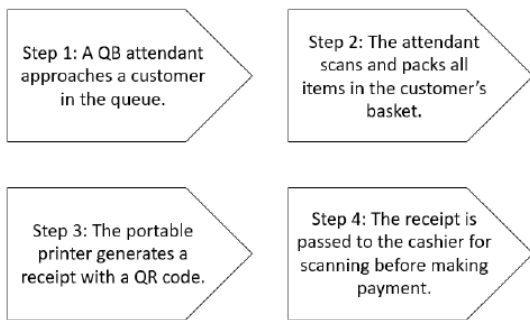 Step 1: A QB attendant
approaches a customer
in the queue.
Step 2: The attendant
scans and packs all
items in the customer's
basket.
Step 3: The portable
printer generates a
receipt with a QR code.
Step 4: The receipt is
passed to the cashier for
scanning before making
payment.